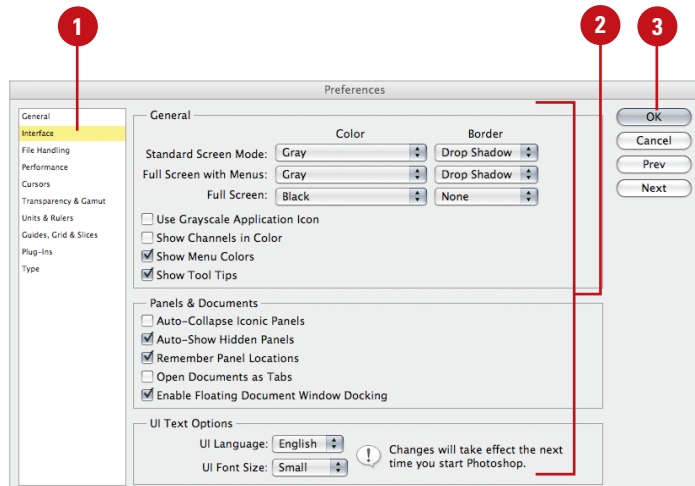 1
2
3
Preferences
General
Interface
File Handling
Performance
Cursors
Transparency & Gamut
Units & Rulers
Guides, Grid & Slices
Plug-Ins
Type
General
Color Border
Standard Screen Mode: Gray Drop Shadow
Full Screen with Menus: Gray Drop Shadow
Full Screen: Black None
Use Grayscale Application Icon
Show Channels in Color
Show Menu Colors
Show Tool Tips
Panels & Documents
Auto-Collapse Iconic Panels
Auto-Show Hidden Panels
Remember Panel Locations
Open Documents as Tabs
Enable Floating Document Window Docking
UI Text Options
UI Language: English
UI Font Size: Small
Changes will take effect the next
time you start Photoshop.
OK
Cancel
Prev
Next